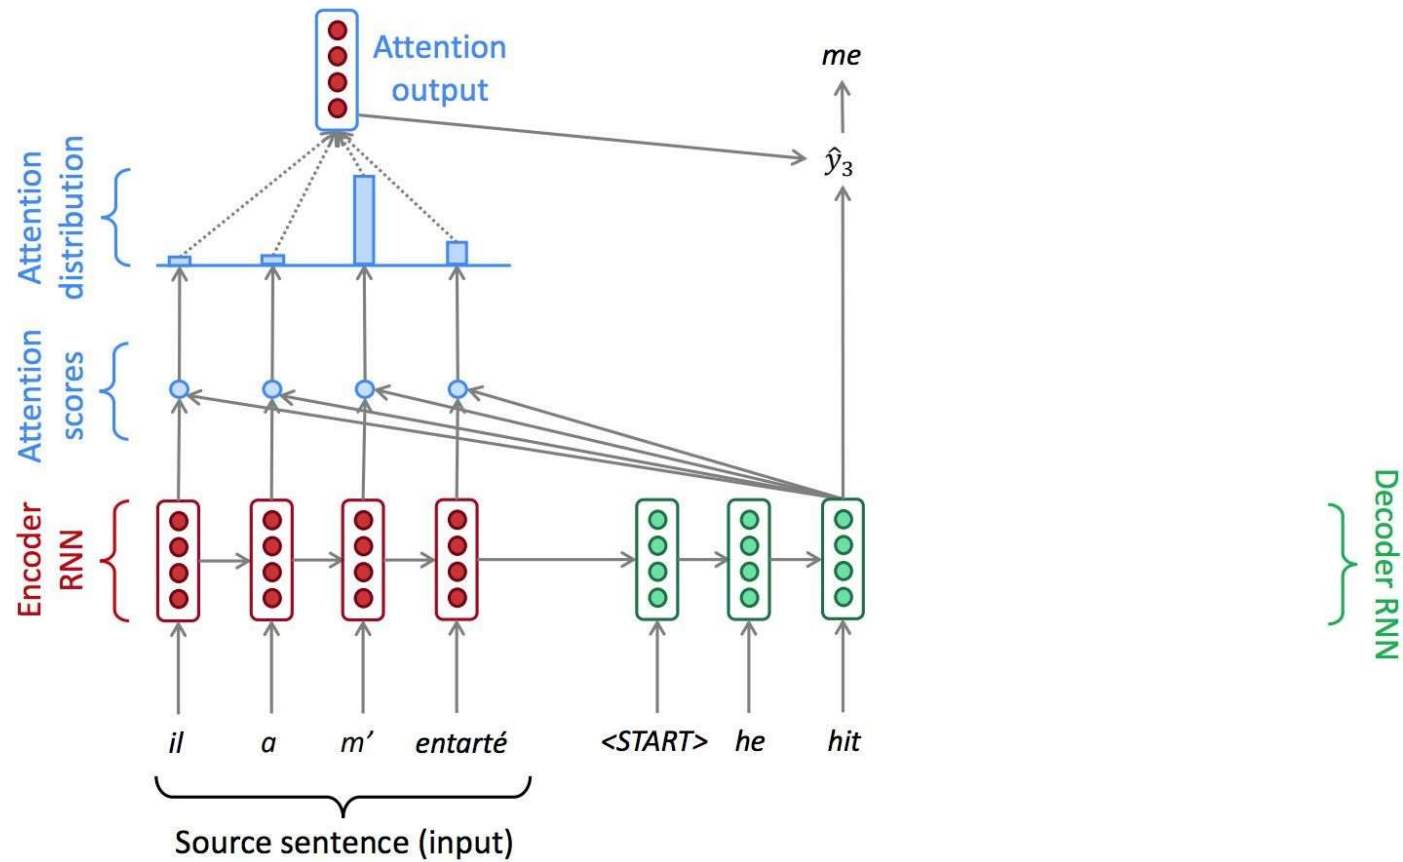 Attention
output
me
ŷ₃
Attention
distribution
Attention
scores
Encoder
RNN
Decoder RNN
il
a
m’
entarté
<START>
he
hit
Source sentence (input)